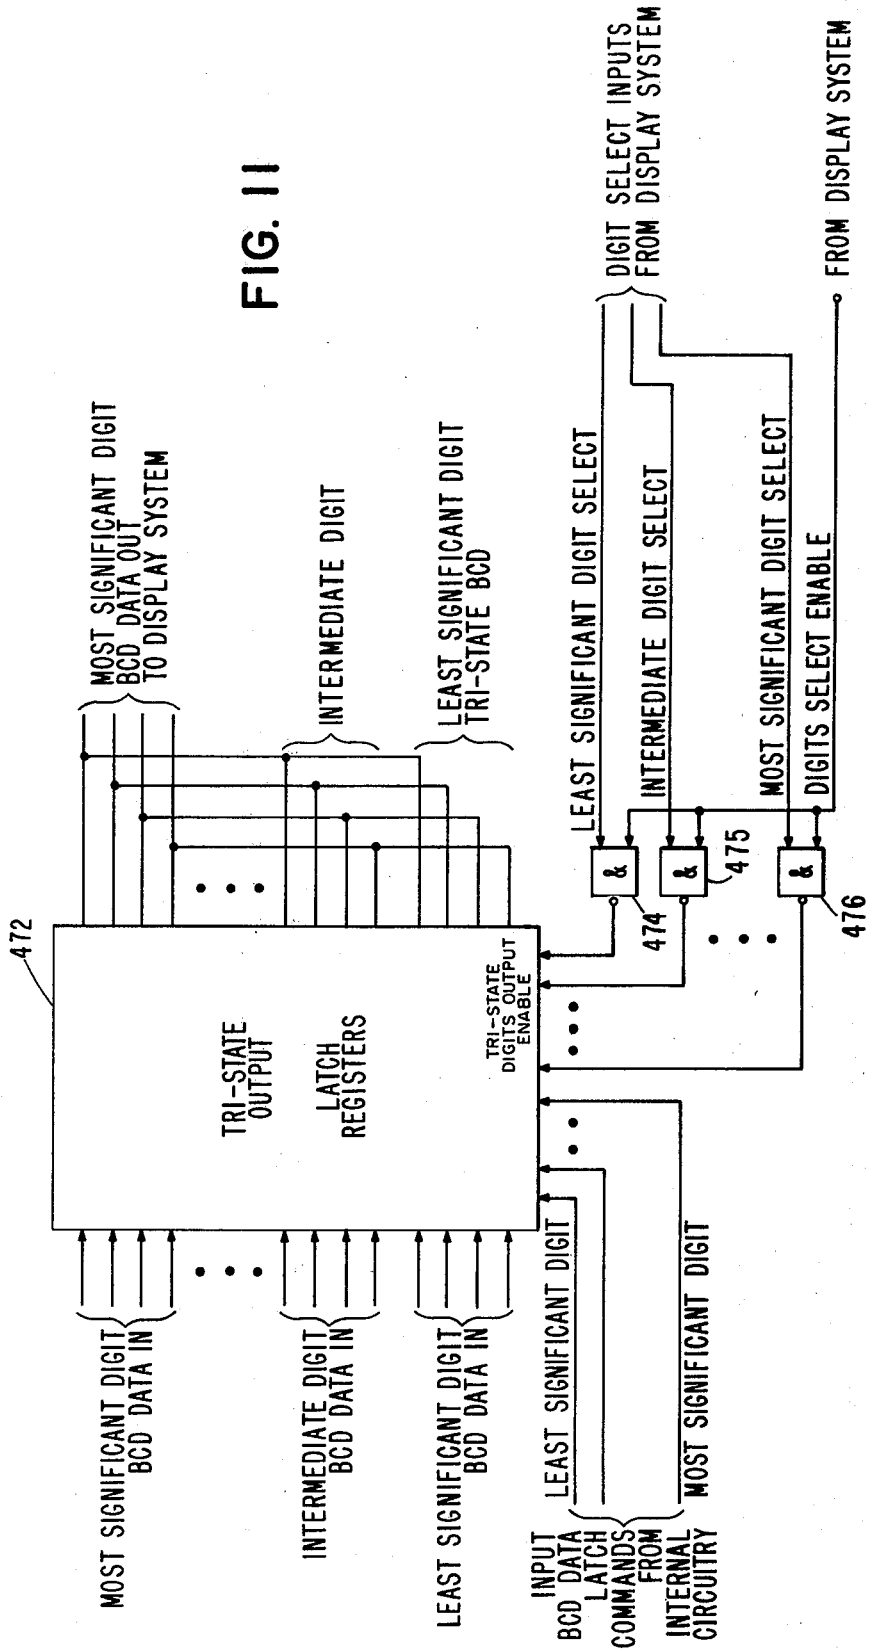 FIG. 11
472
MOST SIGNIFICANT DIGIT
BCD DATA IN
INTERMEDIATE DIGIT
BCD DATA IN
LEAST SIGNIFICANT DIGIT
BCD DATA IN
TRI-STATE
OUTPUT
LATCH
REGISTERS
TRI-STATE
DIGITS OUTPUT
ENABLE
MOST SIGNIFICANT DIGIT
BCD DATA OUT
TO DISPLAY SYSTEM
INTERMEDIATE DIGIT
LEAST SIGNIFICANT DIGIT
TRI-STATE BCD
INPUT
BCD DATA
LATCH
COMMANDS
FROM
INTERNAL
CIRCUITRY
LEAST SIGNIFICANT DIGIT
MOST SIGNIFICANT DIGIT
&
474
&
475
&
476
LEAST SIGNIFICANT DIGIT SELECT
INTERMEDIATE DIGIT SELECT
MOST SIGNIFICANT DIGIT SELECT
DIGITS SELECT ENABLE
DIGIT SELECT INPUTS
FROM DISPLAY SYSTEM
FROM DISPLAY SYSTEM